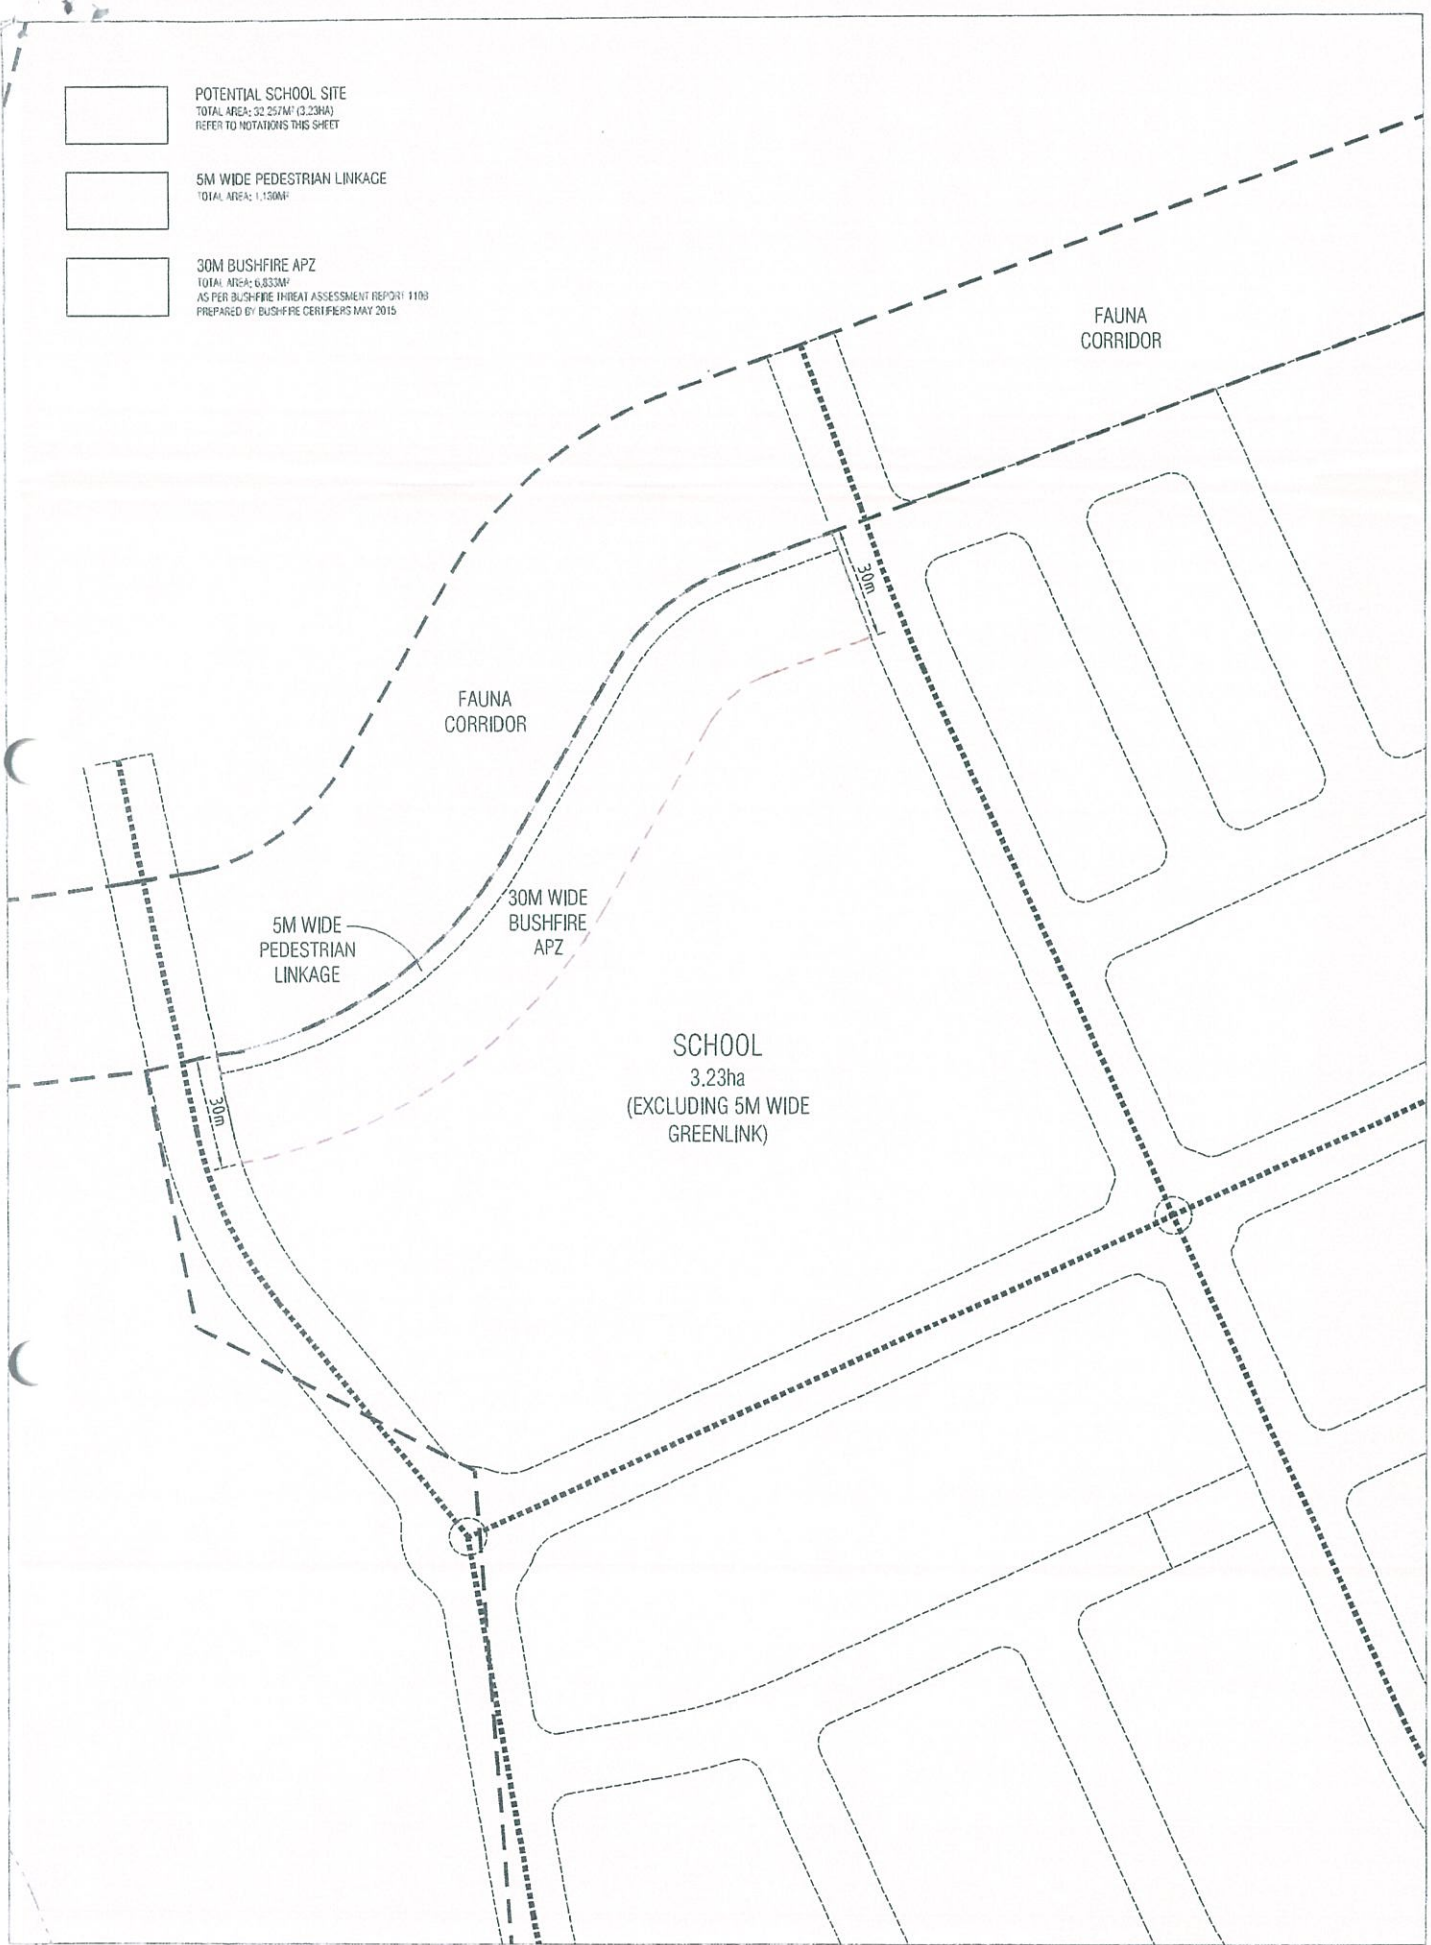 POTENTIAL SCHOOL SITE
TOTAL AREA: 32,257M² (3.23HA)
REFER TO NOTATIONS THIS SHEET
5M WIDE PEDESTRIAN LINKAGE
TOTAL AREA: 1,130M²
30M BUSHFIRE APZ
TOTAL AREA: 6,833M²
AS PER BUSHFIRE THREAT ASSESSMENT REPORT
PREPARED BY BUSHFIRE CERTIFIERS MAY 2015
FAUNA
CORRIDOR
30m
FAUNA
CORRIDOR
30M WIDE
BUSHFIRE
APZ
5M WIDE
PEDESTRIAN
LINKAGE
SCHOOL
3.23ha
(EXCLUDING 5M WIDE
GREENLINK)
30m